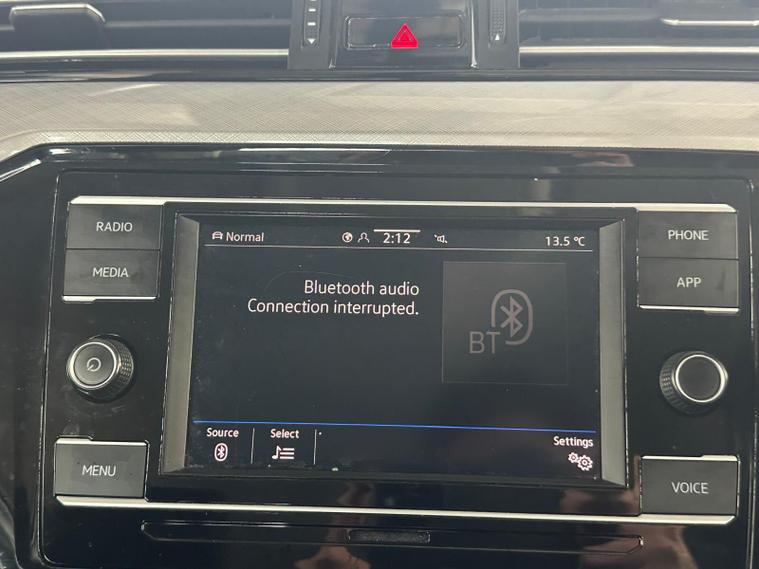 RADIO
MEDIA
MENU
Normal
2:12
13.5 °C
Bluetooth audio
Connection interrupted.
BT
Source
Select
Settings
PHONE
APP
VOICE